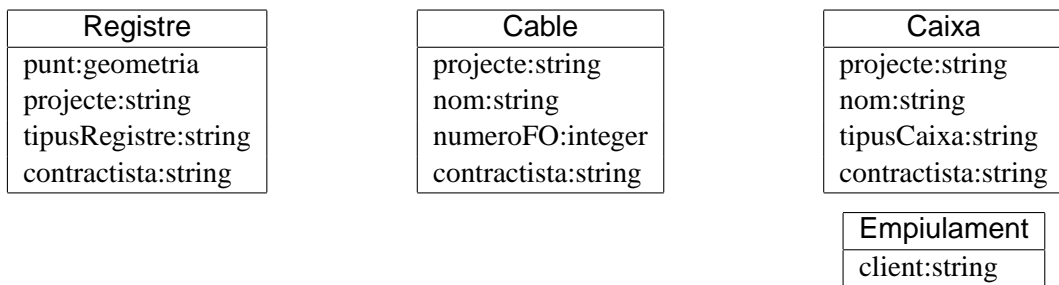 Registre
punt:geometria
projecte:string
tipusRegistre:string
contractista:string
Cable
projecte:string
nom:string
numeroFO:integer
contractista:string
Caixa
projecte:string
nom:string
tipusCaixa:string
contractista:string
Empiulament
client:string